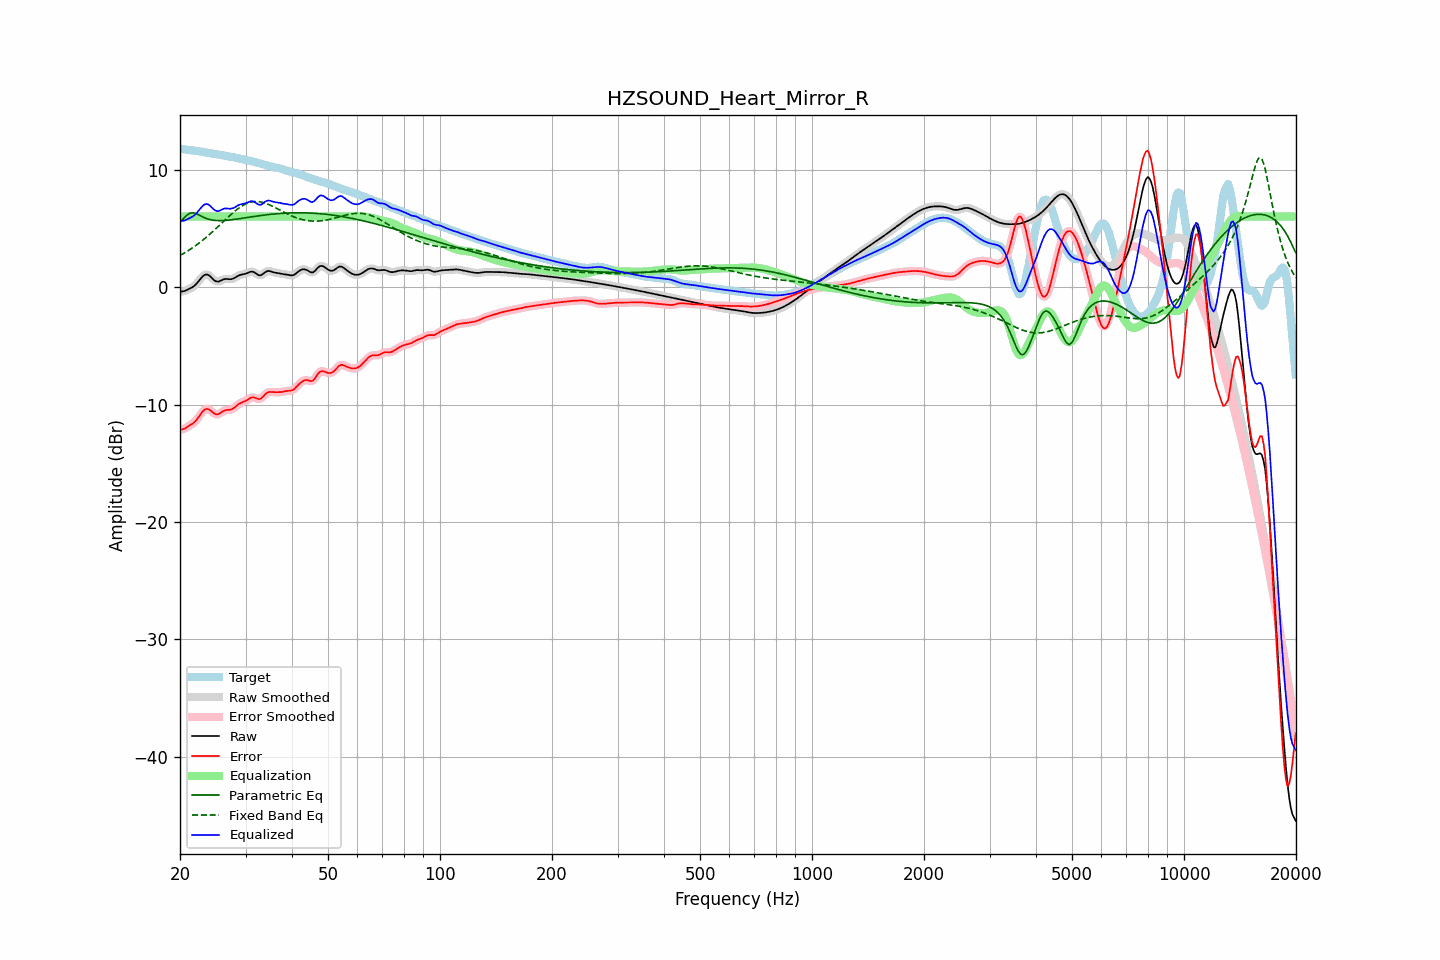 HZSOUND_Heart_Mirror_R
10
0
−10
−20
−30
−40
Amplitude (dBr)
Target
Raw Smoothed
Error Smoothed
Raw
Error
Equalization
Parametric Eq
Fixed Band Eq
Equalized
20 50 100 200 500 1000 2000 5000 10000 20000
Frequency (Hz)